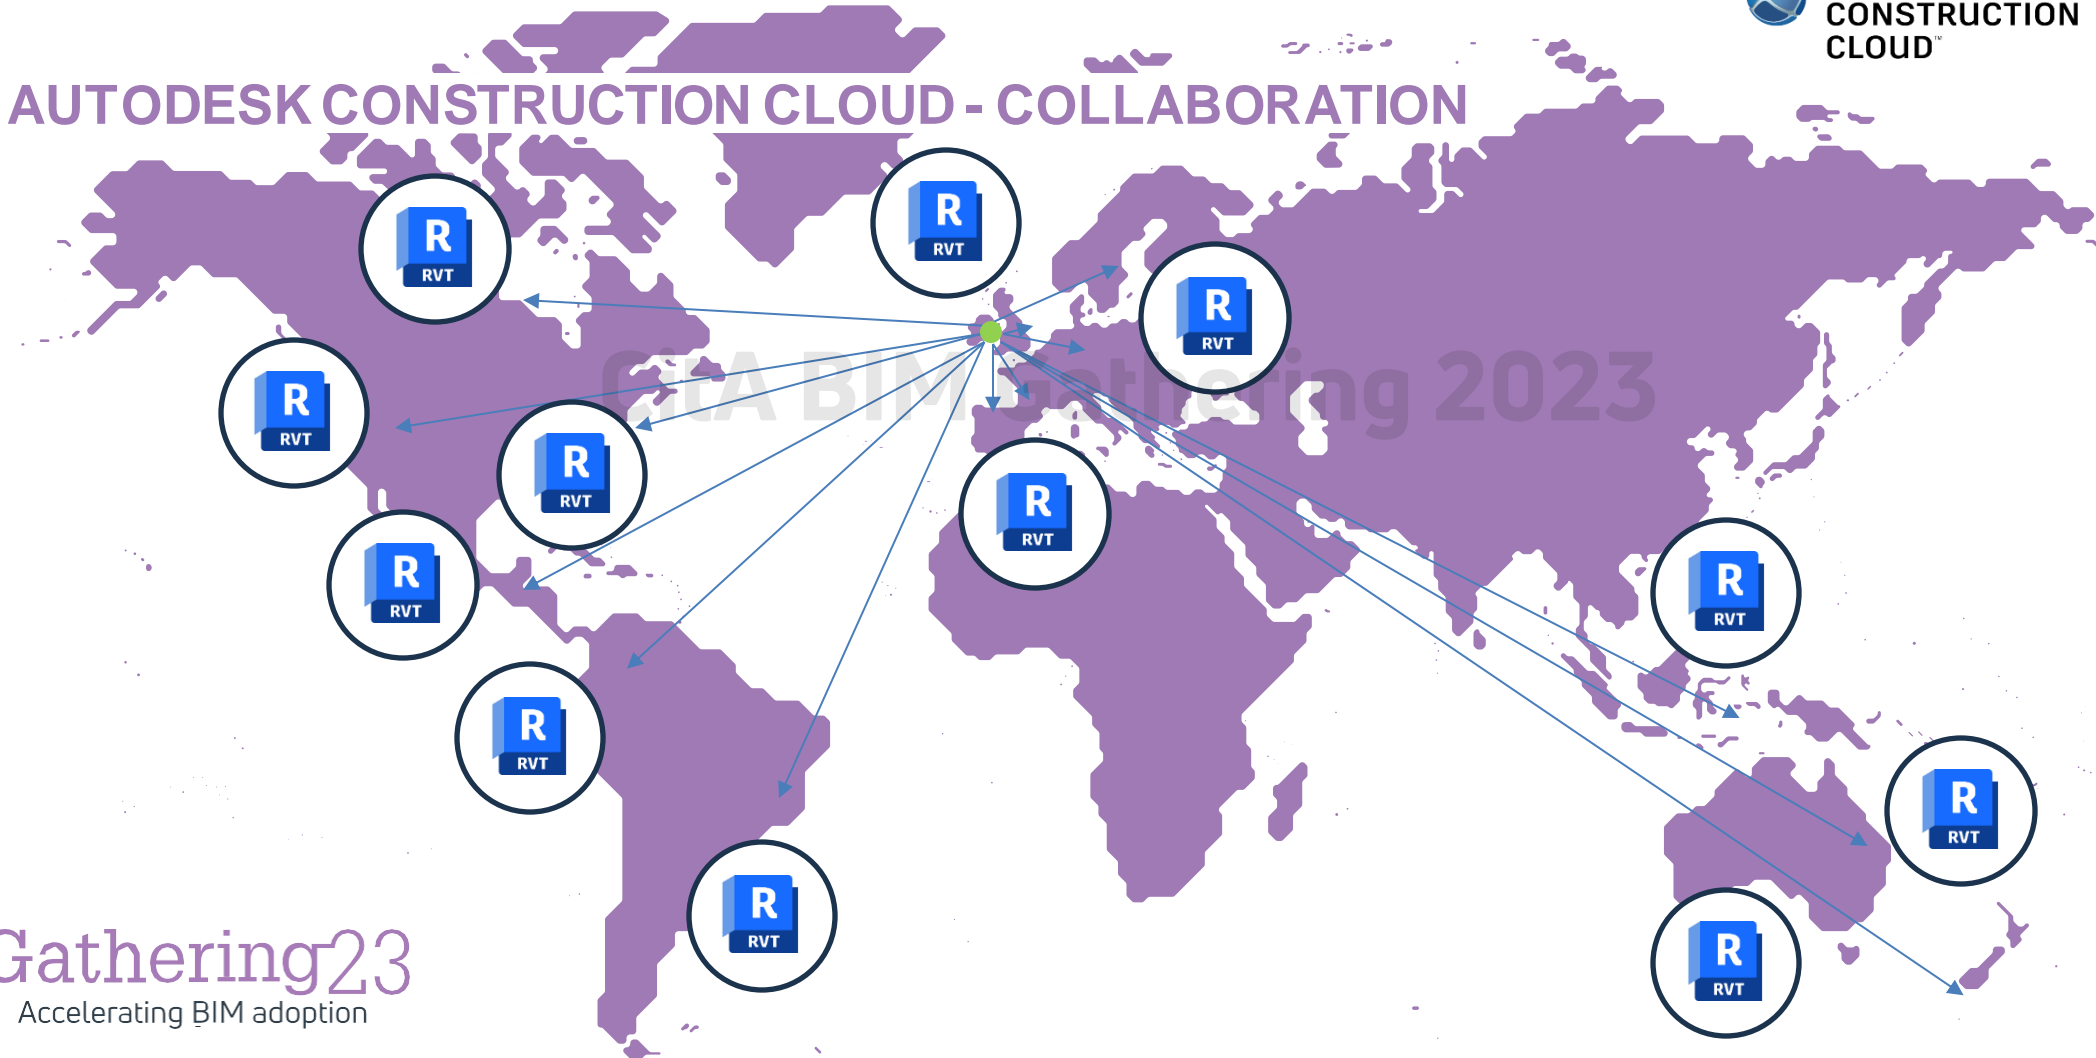 CONSTRUCTION
CLOUD™
AUTODESK CONSTRUCTION CLOUD - COLLABORATION
R
RVT
R
RVT
R
RVT
CitA BIM Gathering 2023
R
RVT
R
RVT
R
RVT
R
RVT
R
RVT
R
RVT
R
RVT
R
RVT
R
RVT
Gathering23
Accelerating BIM adoption